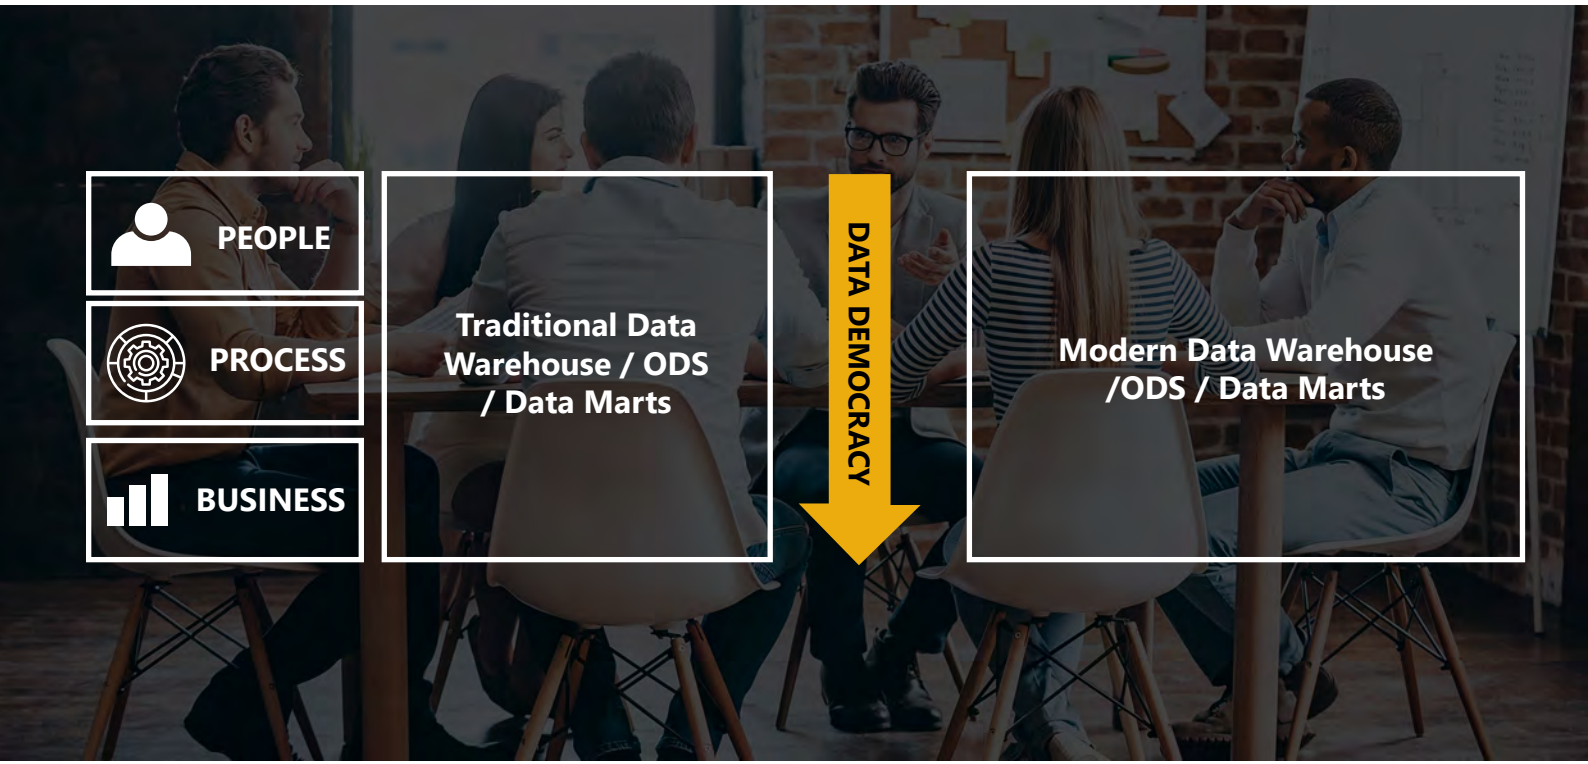 PEOPLE
PROCESS
BUSINESS
Traditional Data
Warehouse / ODS
/ Data Marts
DATA DEMOCRACY
Modern Data Warehouse
/ODS / Data Marts